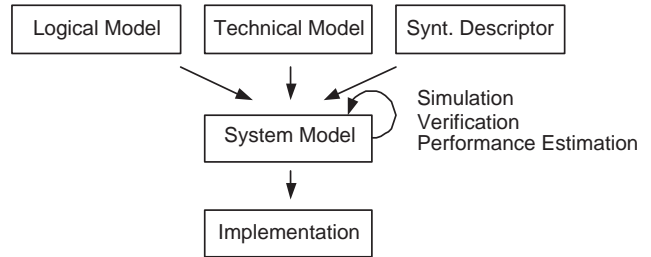 Logical Model
Technical Model
Synt. Descriptor
Simulation
Verification
Performance Estimation
System Model
Implementation